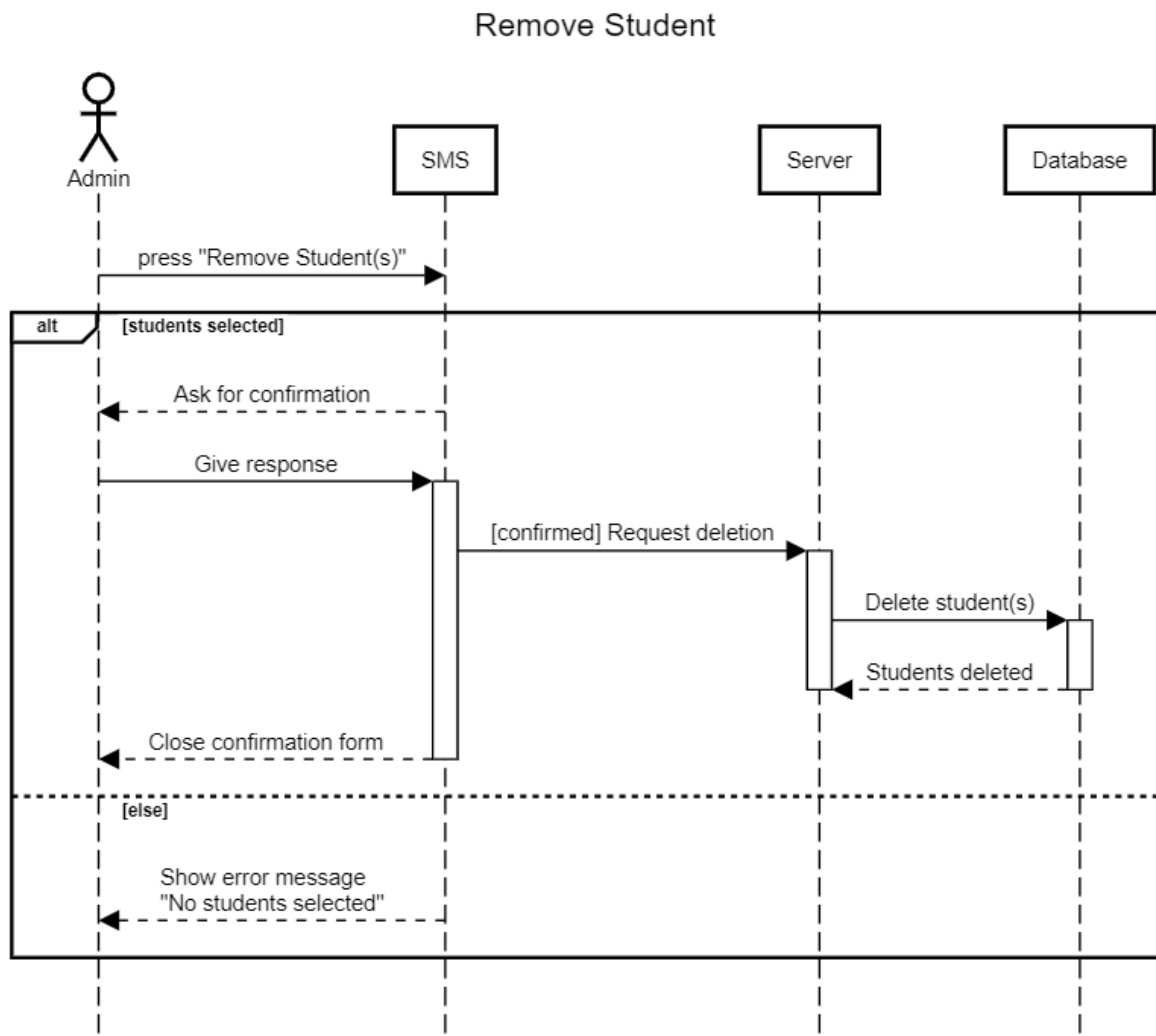 Remove Student
Admin
SMS
Server
Database
press "Remove Student(s)"
alt
[students selected]
Ask for confirmation
Give response
[confirmed] Request deletion
Delete student(s)
Students deleted
Close confirmation form
[else]
Show error message
"No students selected"